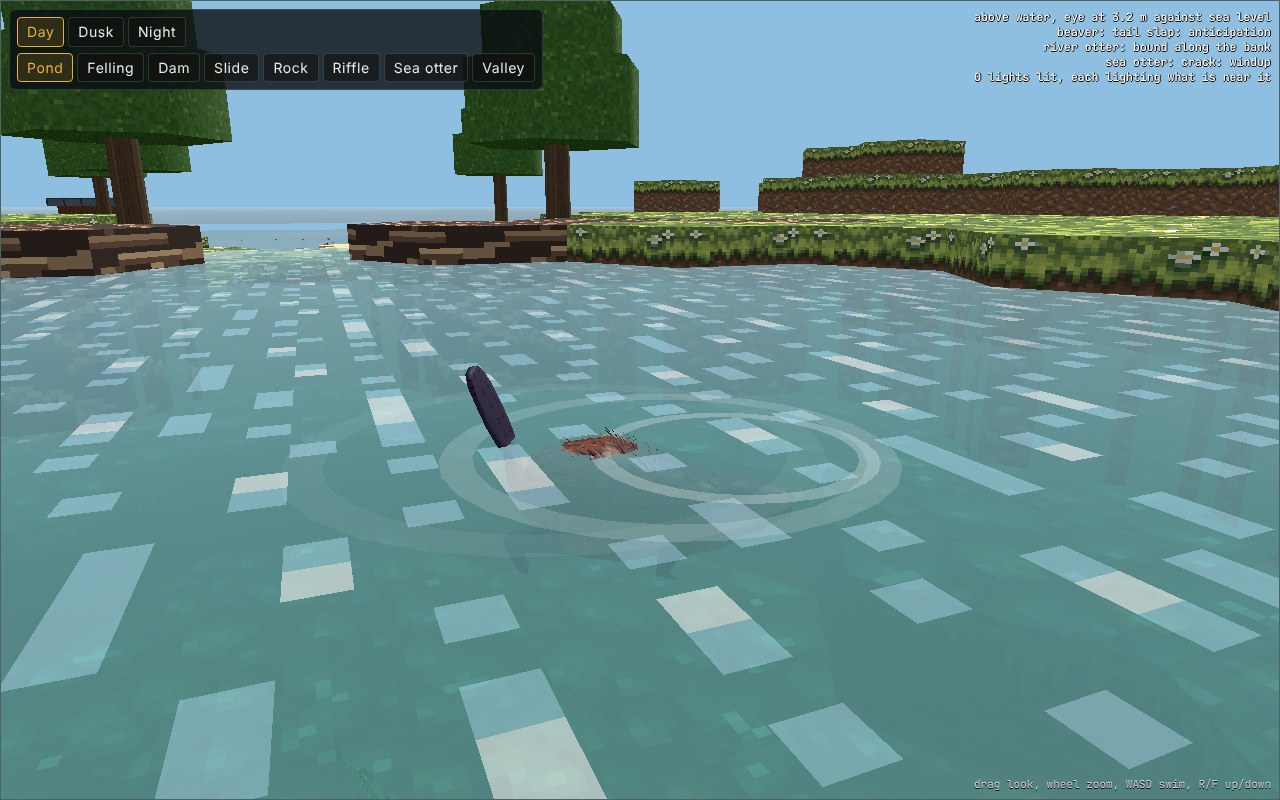 Day Dusk Night
Pond Felling Dam Slide Rock Riffle Sea otter Valley
above water, eye at 3.2 m against sea level
beaver: tail slap: anticipation
river otter: bound along the bank
sea otter: crack: windup
0 lights lit, each lighting what is near it
drag look, wheel zoom, WASD swim, R/F up/down